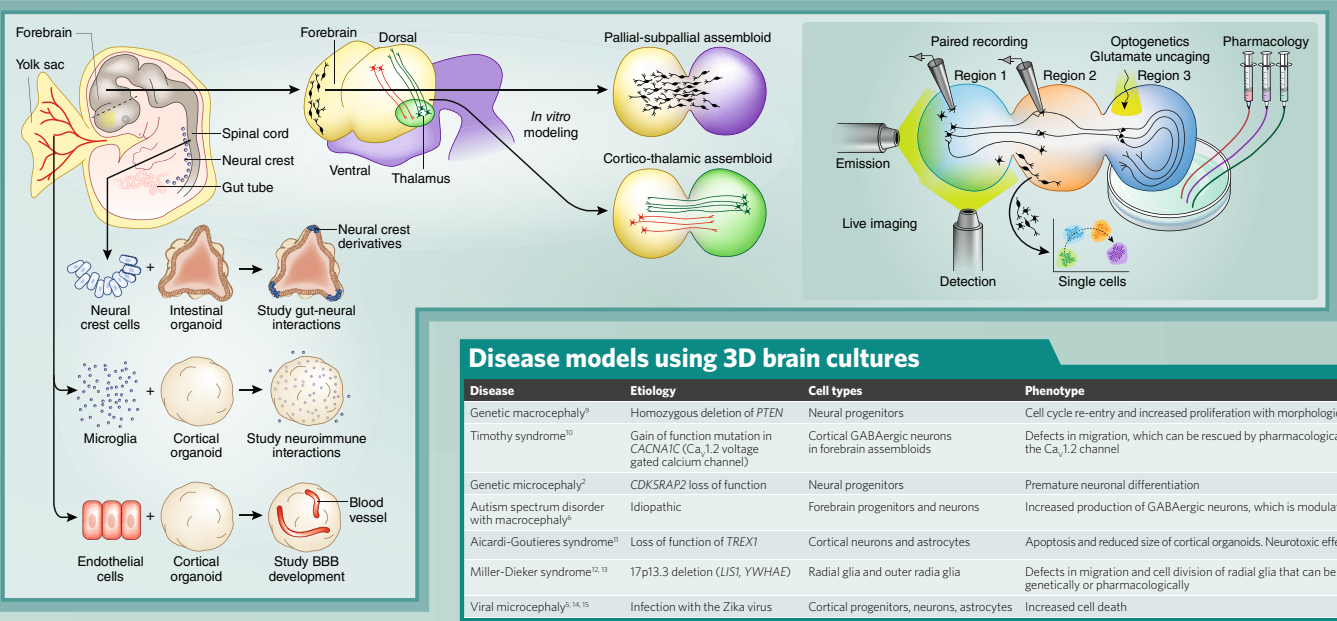 Forebrain
Yolk sac
Spinal cord
Neural crest
Gut tube
Forebrain
Dorsal
Ventral
Thalamus
In vitro
modeling
Pallial-subpallial assembloid
Cortico-thalamic assembloid
Paired recording
Region 1
Region 2
Optogenetics
Glutamate uncaging
Region 3
Pharmacology
Emission
Live imaging
Detection
Single cells
Neural crest
derivatives
+
Neural
crest cells
Intestinal
organoid
Study gut-neural
interactions
+
Microglia
Cortical
organoid
Study neuroimmune
interactions
+
Blood
vessel
Endothelial
cells
Cortical
organoid
Study BBB
development
Disease models using 3D brain cultures
Disease Etiology Cell types Phenotype
Genetic macrocephaly⁹ Homozygous deletion of PTEN Neural progenitors Cell cycle re-entry and increased proliferation with morphologic
Timothy syndrome¹⁰ Gain of function mutation in Cortical GABAergic neurons Defects in migration, which can be rescued by pharmacologica
CACNA1C (Caᵥ1.2 voltage in forebrain assembloids the Caᵥ1.2 channel
gated calcium channel)
Genetic microcephaly² CDK5RAP2 loss of function Neural progenitors Premature neuronal differentiation
Autism spectrum disorder Idiopathic Forebrain progenitors and neurons Increased production of GABAergic neurons, which is modulat
with macrocephaly⁶
Aicardi-Goutieres syndrome¹¹ Loss of function of TREX1 Cortical neurons and astrocytes Apoptosis and reduced size of cortical organoids. Neurotoxic effe
Miller-Dieker syndrome¹²,¹³ 17p13.3 deletion (LIS1, YWHAE) Radial glia and outer radia glia Defects in migration and cell division of radial glia that can be
genetically or pharmacologically
Viral microcephaly⁵,¹⁴,¹⁵ Infection with the Zika virus Cortical progenitors, neurons, astrocytes Increased cell death